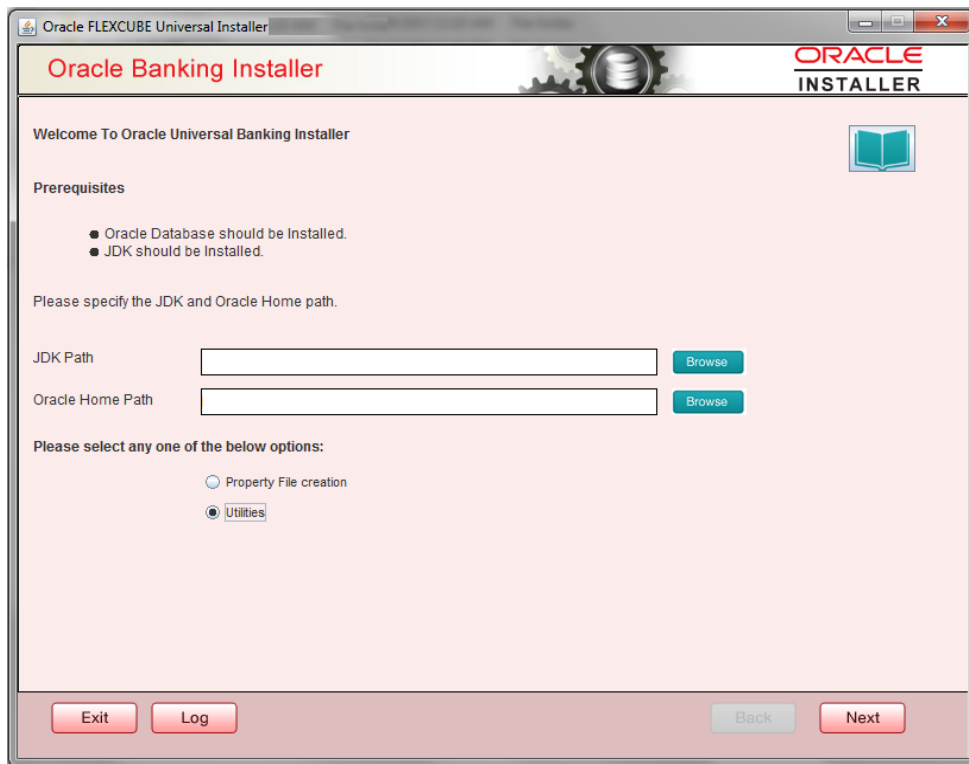 Oracle FLEXCUBE Universal Installer
Oracle Banking Installer
ORACLE
INSTALLER
Welcome To Oracle Universal Banking Installer
Prerequisites
Oracle Database should be Installed.
JDK should be Installed.
Please specify the JDK and Oracle Home path.
JDK Path
Browse
Oracle Home Path
Browse
Please select any one of the below options:
Property File creation
Utilities
Exit
Log
Back
Next